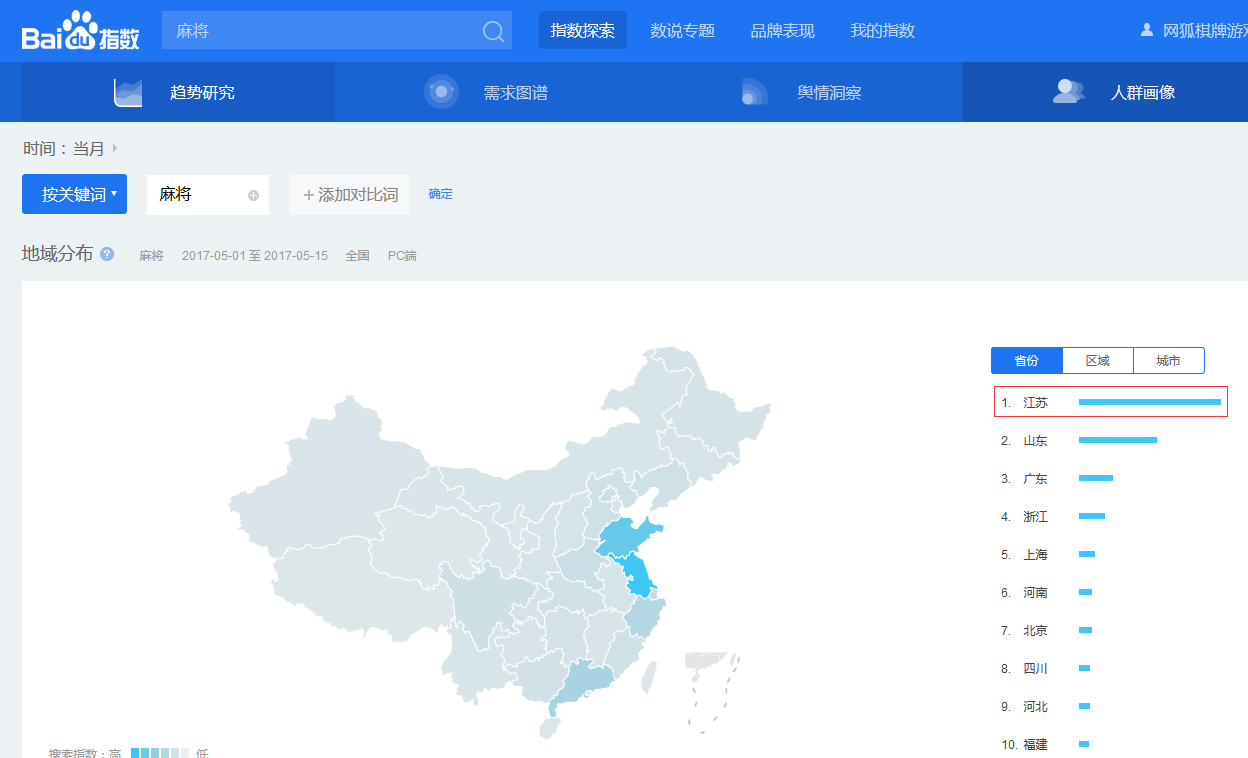 Bai du 指数 麻将 指数探索 数说专题 品牌表现 我的指数 网狐棋牌游戏
趋势研究 需求图谱 舆情洞察 人群画像
时间：当月
按关键词 麻将 + 添加对比词 确定
地域分布 ? 麻将 2017-05-01 至 2017-05-15 全国 PC端
省份 区域 城市
1. 江苏
2. 山东
3. 广东
4. 浙江
5. 上海
6. 河南
7. 北京
8. 四川
9. 河北
10. 福建
搜索指数：高 低